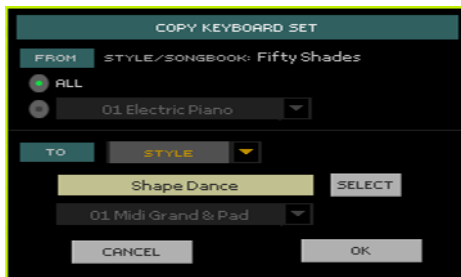 COPY KEYBOARD SET
FROM STYLE/SONGBOOK: Fifty Shades
ALL
01 Electric Piano
TO STYLE
Shape Dance SELECT
01 Midi Grand & Pad
CANCEL OK